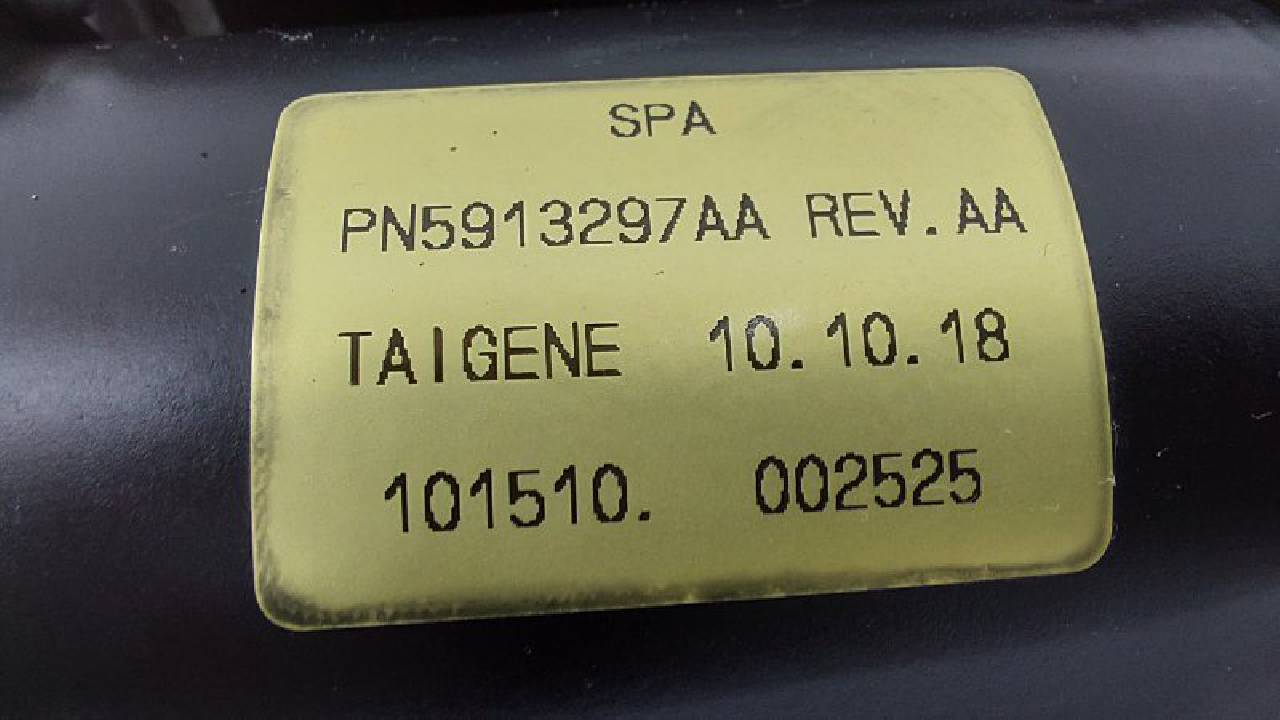 SPA
PN5913297AA REV.AA
TAIGENE 10.10.18
101510. 002525